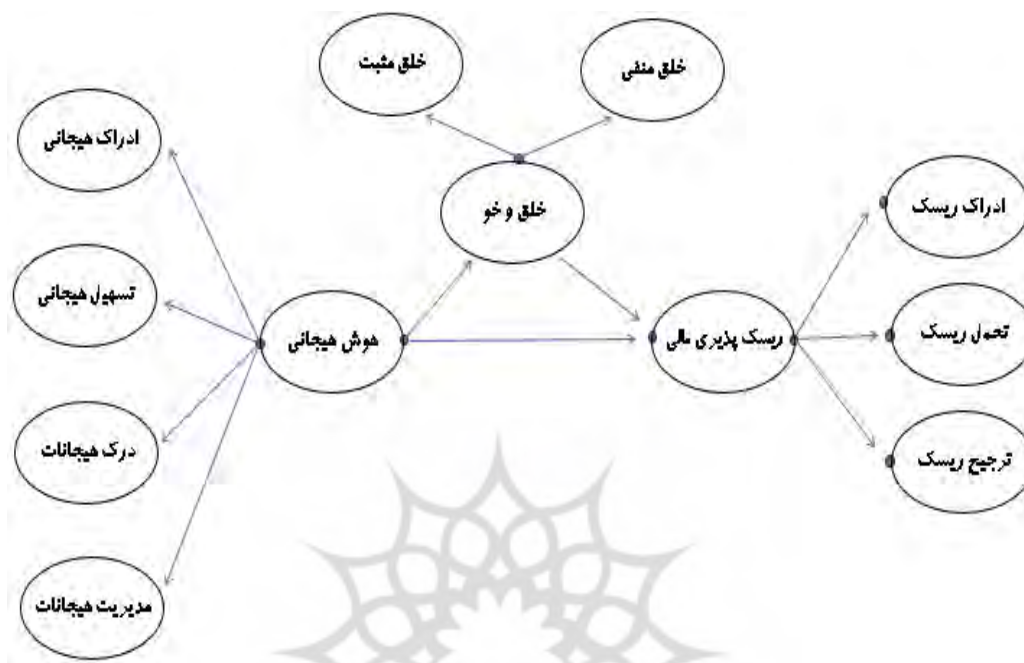 خلق منفی
خلق مثبت
ادراک هیجانی
خلق و خو
ادراک ریسک
تسهیل هیجانی
هوش هیجانی
ریسک پذیری مالی
تحمل ریسک
درک هیجانات
ترجیح ریسک
مدیریت هیجانات